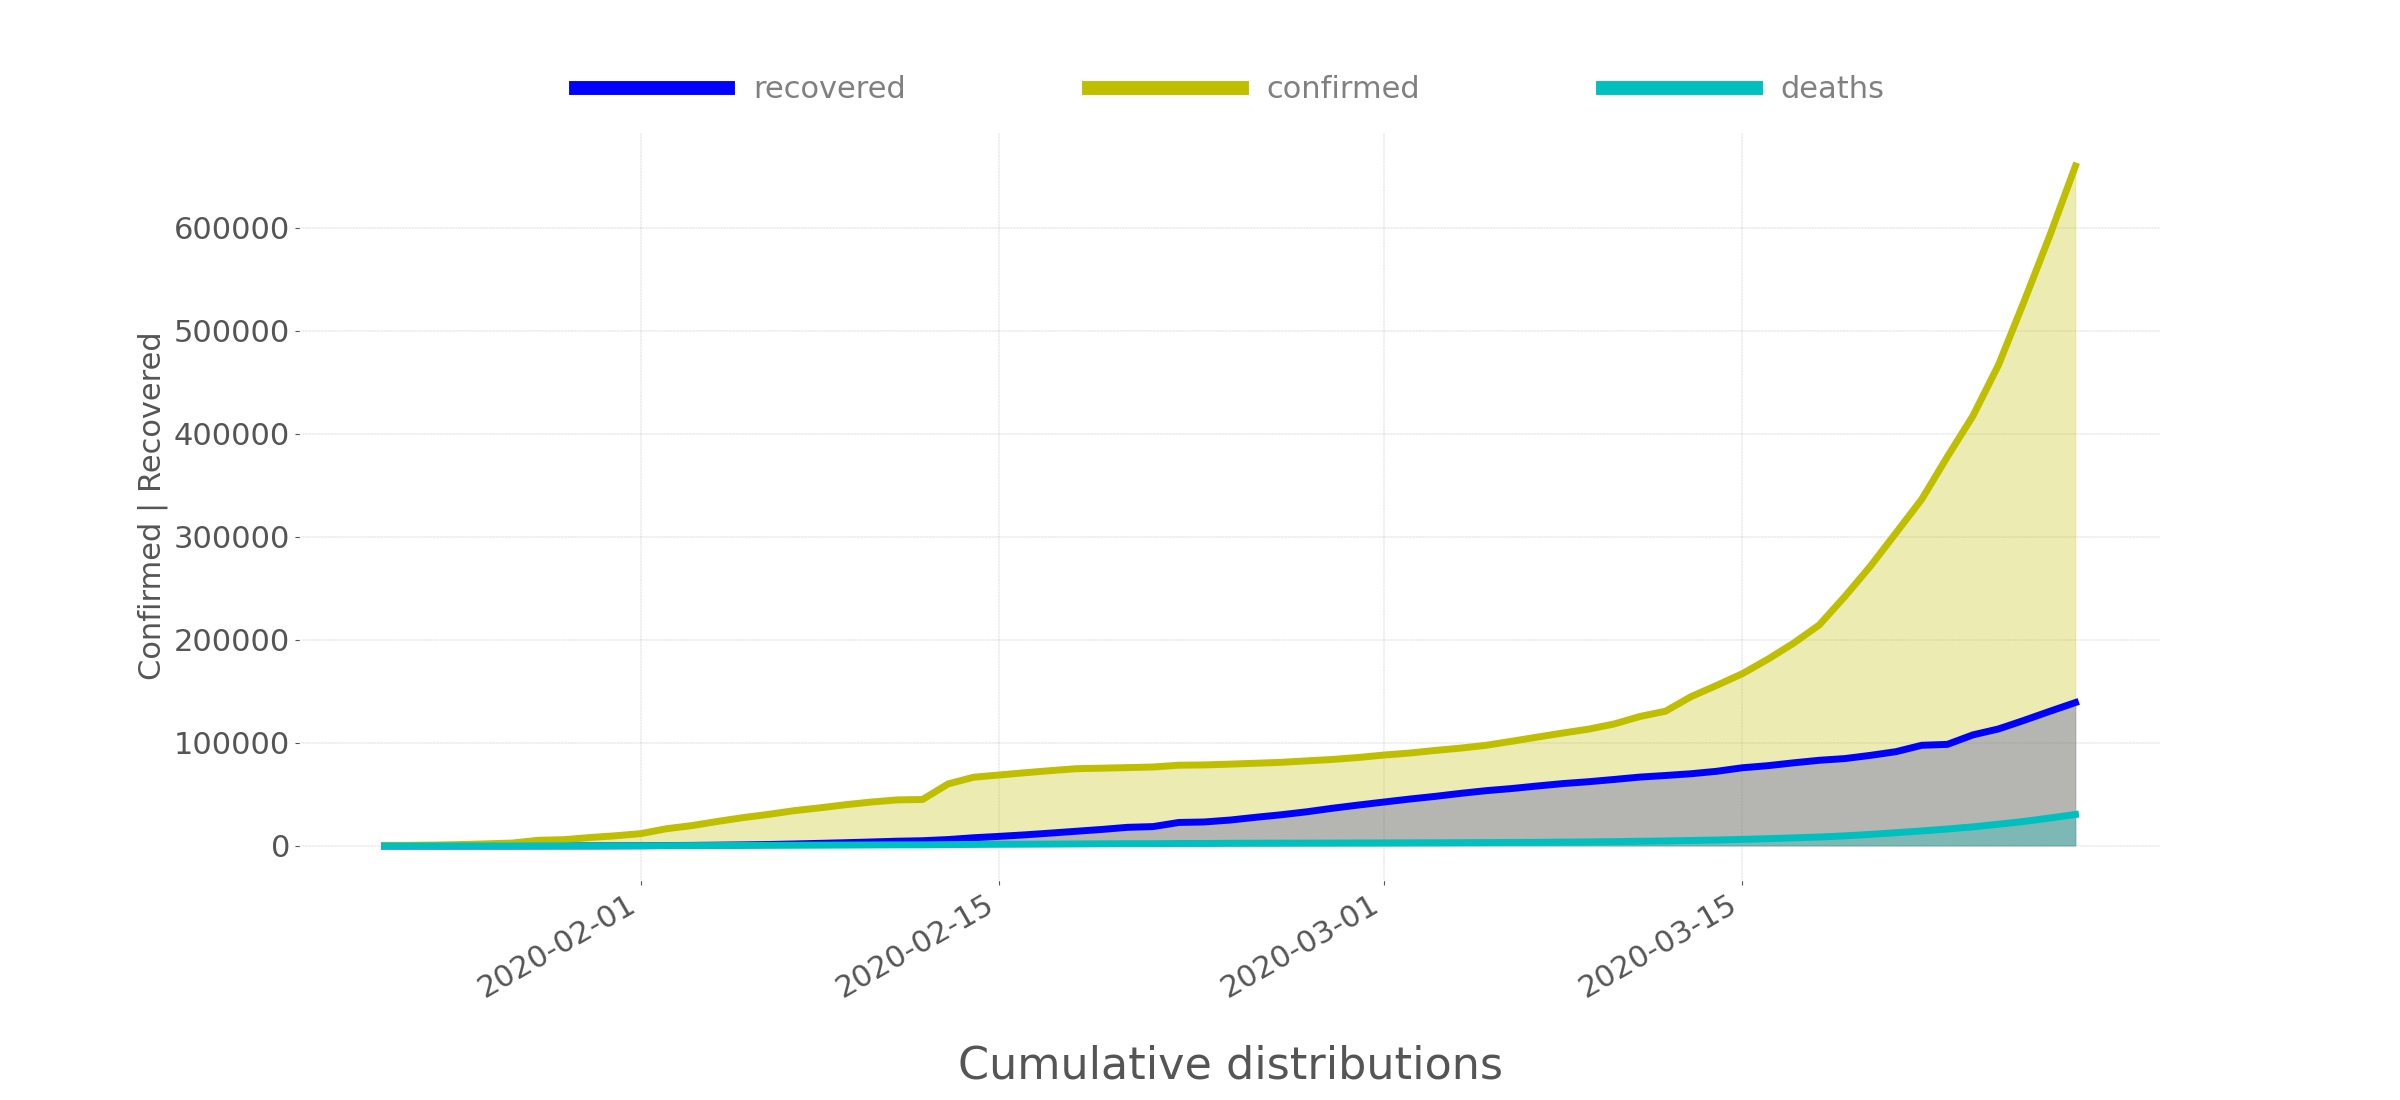 recovered confirmed deaths
Confirmed | Recovered
600000
500000
400000
300000
200000
100000
0
2020-02-01 2020-02-15 2020-03-01 2020-03-15
Cumulative distributions